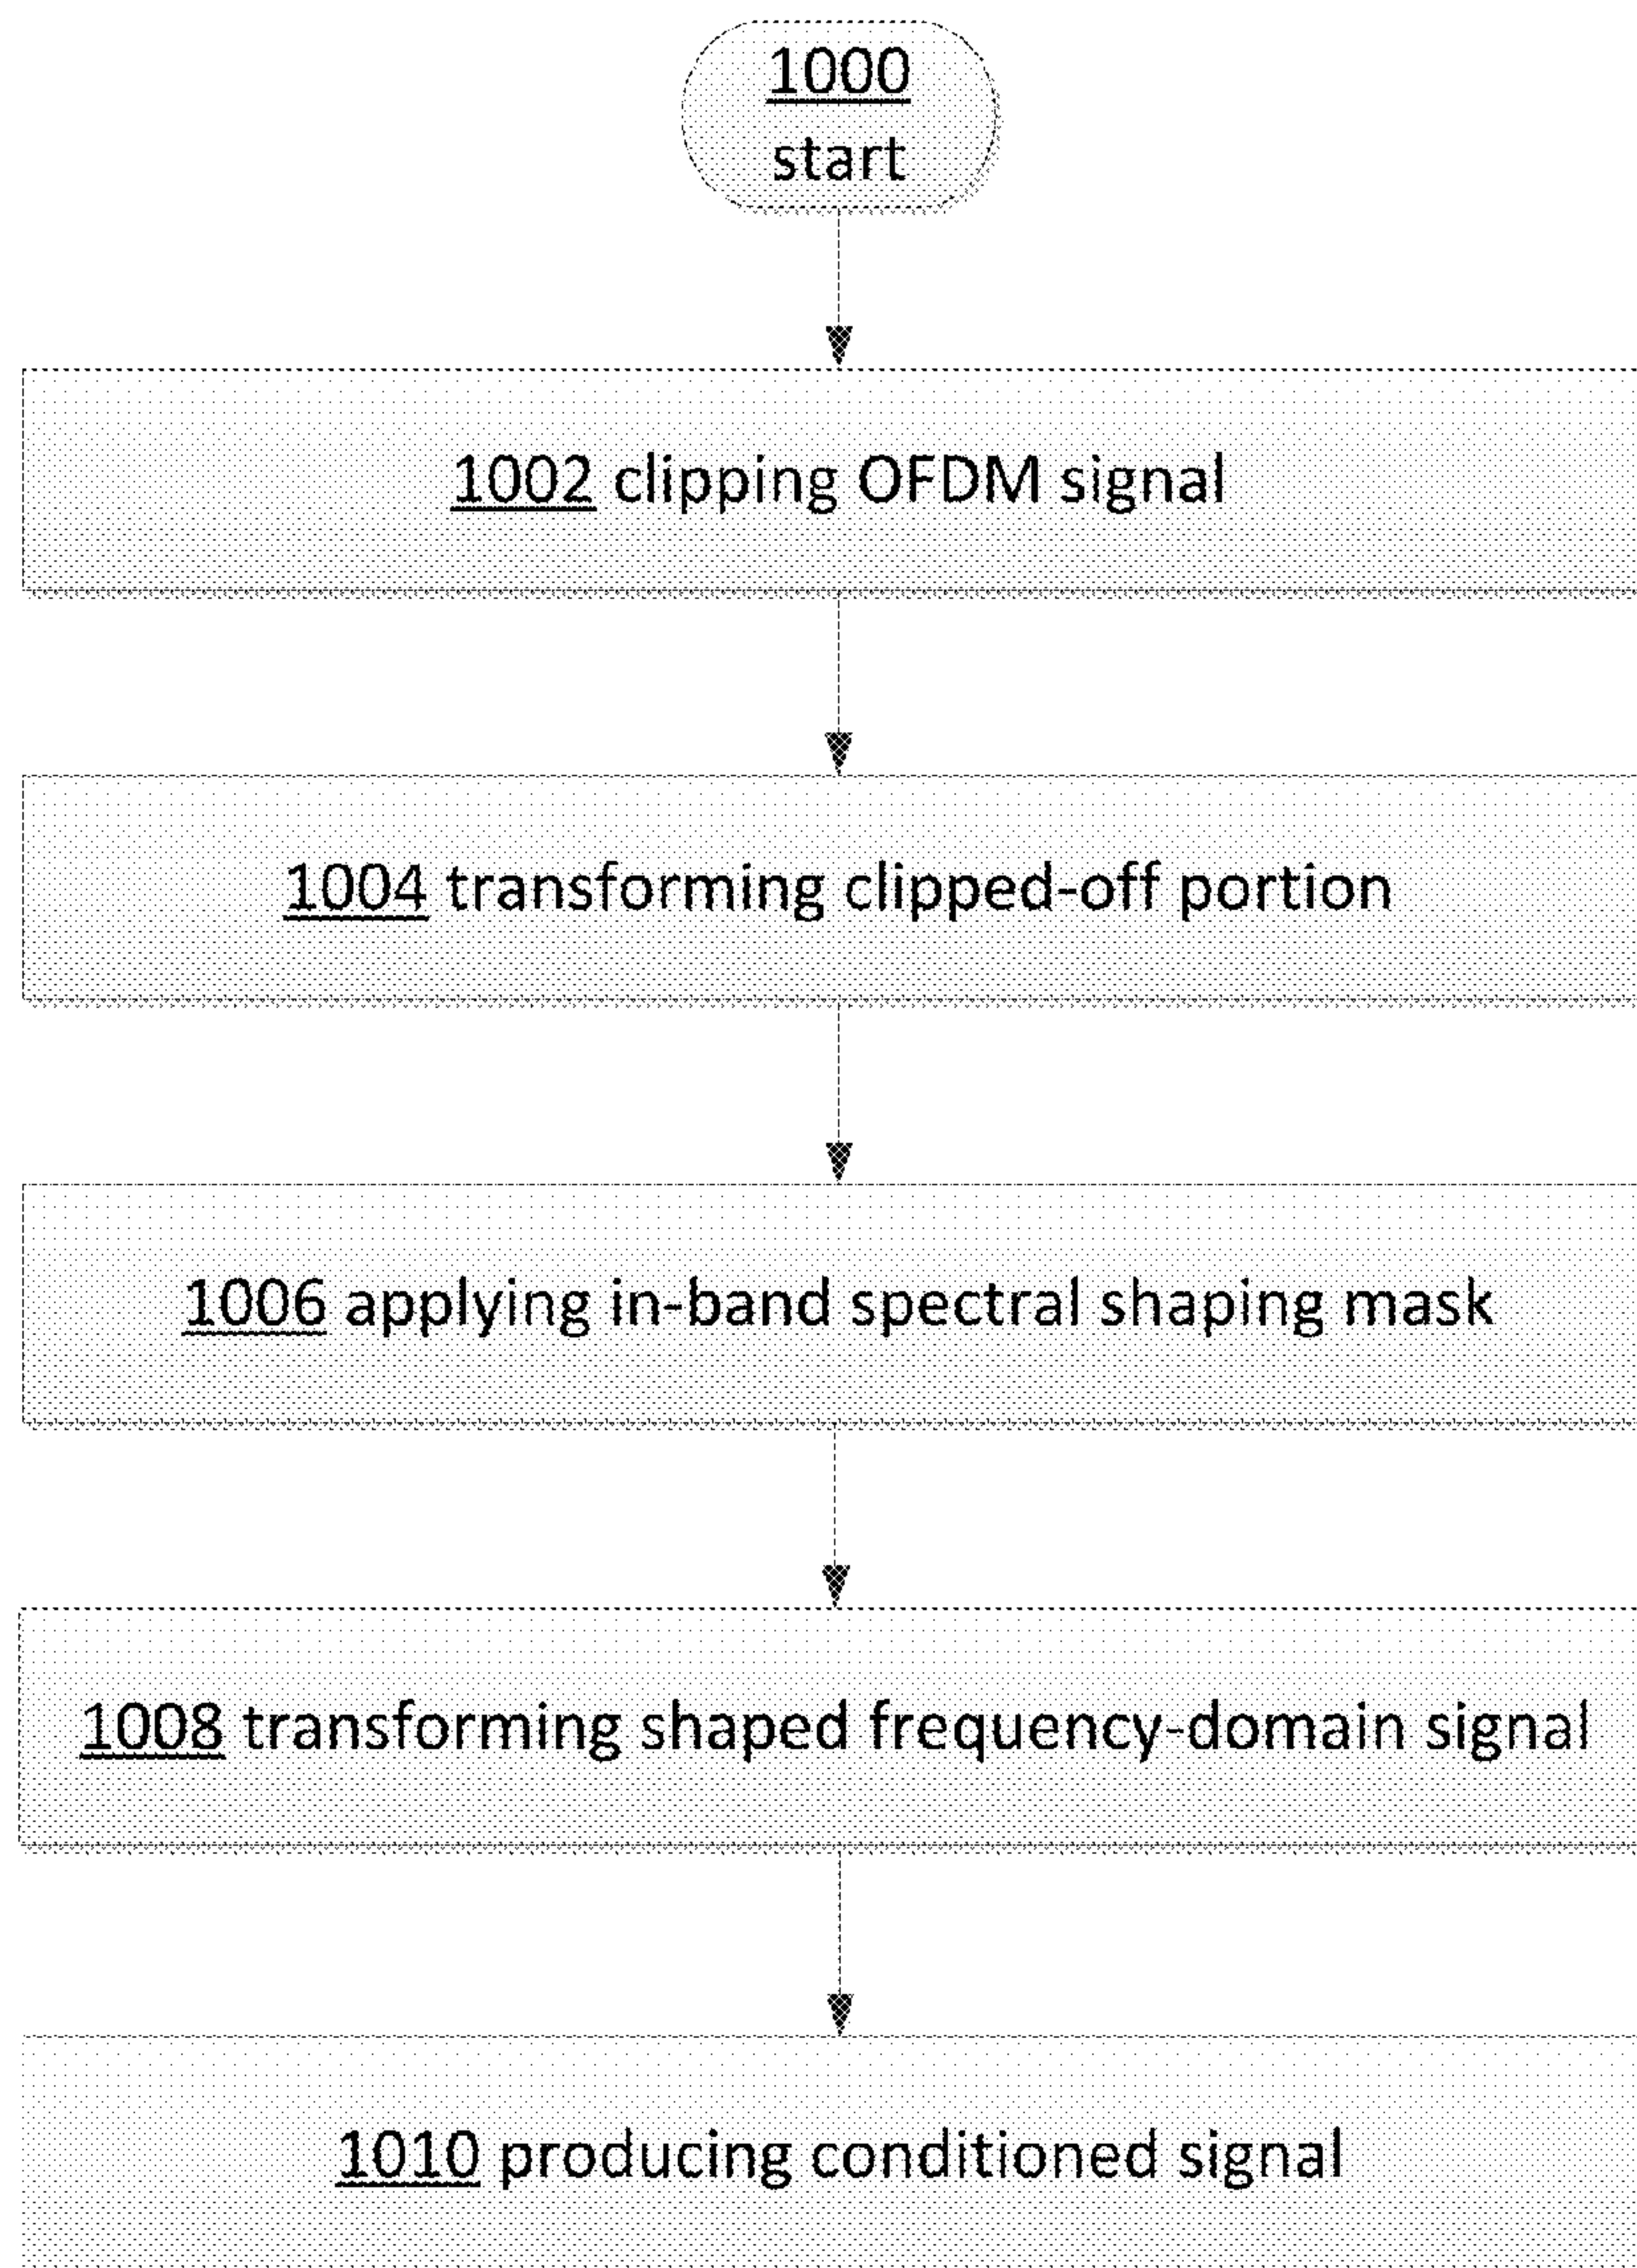 1000
start
1002 clipping OFDM signal
1004 transforming clipped-off portion
1006 applying in-band spectral shaping mask
1008 transforming shaped frequency-domain signal
1010 producing conditioned signal